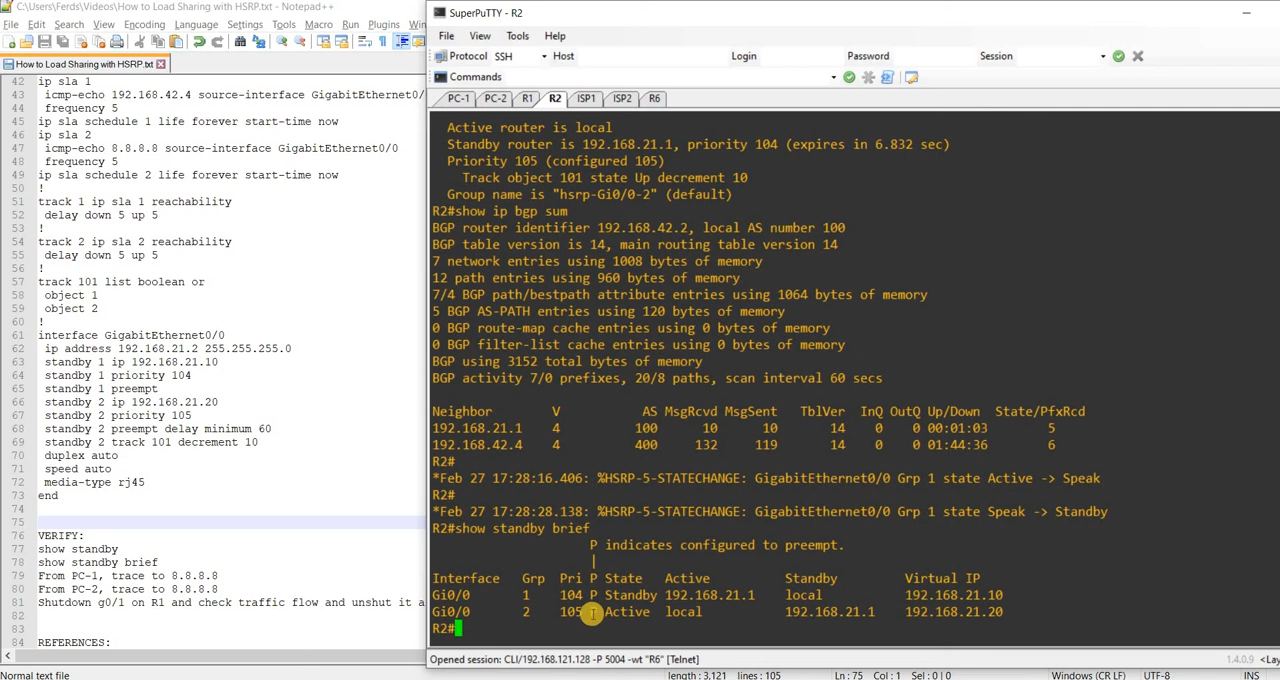 C:\Users\Ferds\Videos\How to Load Sharing with HSRP.txt - Notepad++
File Edit Search View Encoding Language Settings Tools Macro Run Plugins
How to Load Sharing with HSRP.txt
42 ip sla 1
43 icmp-echo 192.168.42.4 source-interface GigabitEthernet0/
44 frequency 5
45 ip sla schedule 1 life forever start-time now
46 ip sla 2
47 icmp-echo 8.8.8.8 source-interface GigabitEthernet0/0
48 frequency 5
49 ip sla schedule 2 life forever start-time now
50 !
51 track 1 ip sla 1 reachability
52 delay down 5 up 5
53 !
54 track 2 ip sla 2 reachability
55 delay down 5 up 5
56 !
57 track 101 list boolean or
58 object 1
59 object 2
60 !
61 interface GigabitEthernet0/0
62 ip address 192.168.21.2 255.255.255.0
63 standby 1 ip 192.168.21.10
64 standby 1 priority 104
65 standby 1 preempt
66 standby 2 ip 192.168.21.20
67 standby 2 priority 105
68 standby 2 preempt delay minimum 60
69 standby 2 track 101 decrement 10
70 duplex auto
71 speed auto
72 media-type rj45
73 end
74
75
76 VERIFY:
77 show standby
78 show standby brief
79 From PC-1, trace to 8.8.8.8
80 From PC-2, trace to 8.8.8.8
81 Shutdown g0/1 on R1 and check traffic flow and unshut it a
82
83
84 REFERENCES:
SuperPuTTY - R2
File View Tools Help
Protocol SSH Host Login Password Session
Commands
PC-1 PC-2 R1 R2 ISP1 ISP2 R6
Active router is local
Standby router is 192.168.21.1, priority 104 (expires in 6.832 sec)
Priority 105 (configured 105)
Track object 101 state Up decrement 10
Group name is "hsrp-Gi0/0-2" (default)
R2#show ip bgp sum
BGP router identifier 192.168.42.2, local AS number 100
BGP table version is 14, main routing table version 14
7 network entries using 1008 bytes of memory
12 path entries using 960 bytes of memory
7/4 BGP path/bestpath attribute entries using 1064 bytes of memory
5 BGP AS-PATH entries using 120 bytes of memory
0 BGP route-map cache entries using 0 bytes of memory
0 BGP filter-list cache entries using 0 bytes of memory
BGP using 3152 total bytes of memory
BGP activity 7/0 prefixes, 20/8 paths, scan interval 60 secs
Neighbor V AS MsgRcvd MsgSent TblVer InQ OutQ Up/Down State/PfxRcd
192.168.21.1 4 100 10 10 14 0 0 00:01:03 5
192.168.42.4 4 400 132 119 14 0 0 01:44:36 6
R2#
*Feb 27 17:28:16.406: %HSRP-5-STATECHANGE: GigabitEthernet0/0 Grp 1 state Active -> Speak
R2#
*Feb 27 17:28:28.138: %HSRP-5-STATECHANGE: GigabitEthernet0/0 Grp 1 state Speak -> Standby
R2#show standby brief
P indicates configured to preempt.
|
Interface Grp Pri P State Active Standby Virtual IP
Gi0/0 1 104 P Standby 192.168.21.1 local 192.168.21.10
Gi0/0 2 105 Active local 192.168.21.1 192.168.21.20
R2#
Opened session: CLI/192.168.121.128 -P 5004 -wt "R6" [Telnet] 1.4.0.9
Normal text file length : 3,121 lines : 105 Ln : 75 Col : 1 Sel : 0 | 0 Windows (CR LF) UTF-8 INS